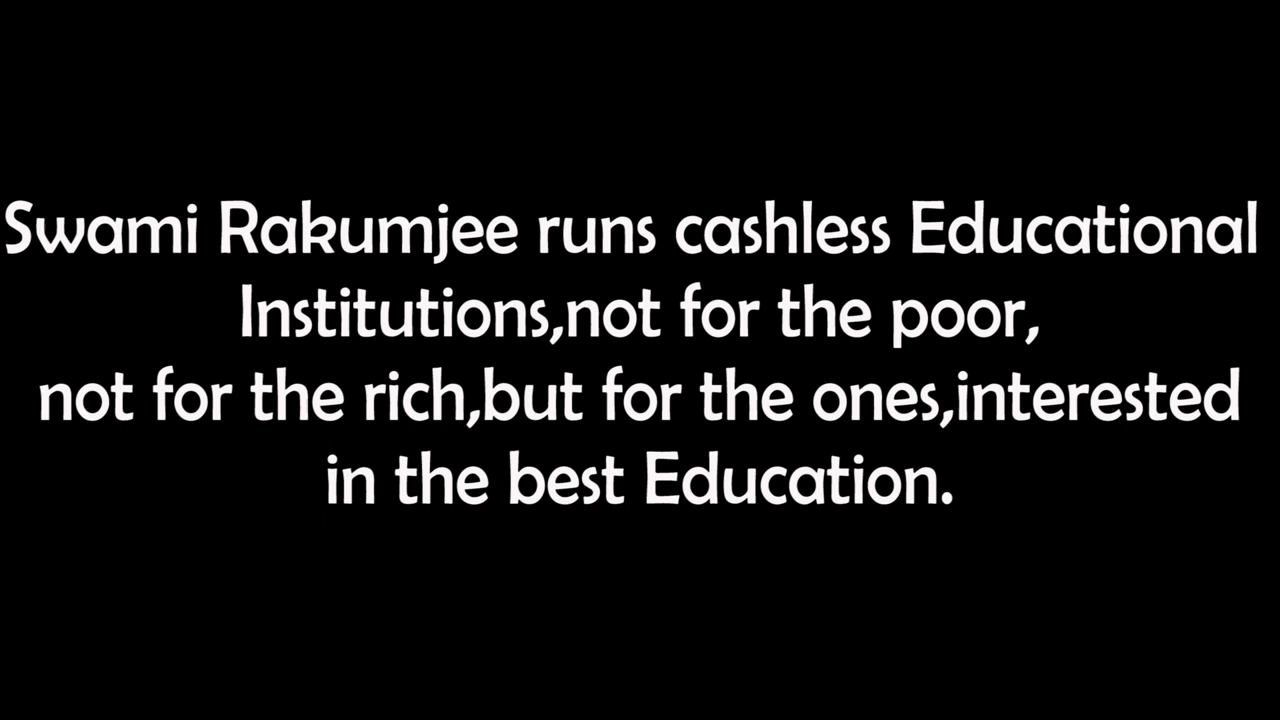 Swami Rakumjee runs cashless Educational
Institutions,not for the poor,
not for the rich,but for the ones,interested
in the best Education.